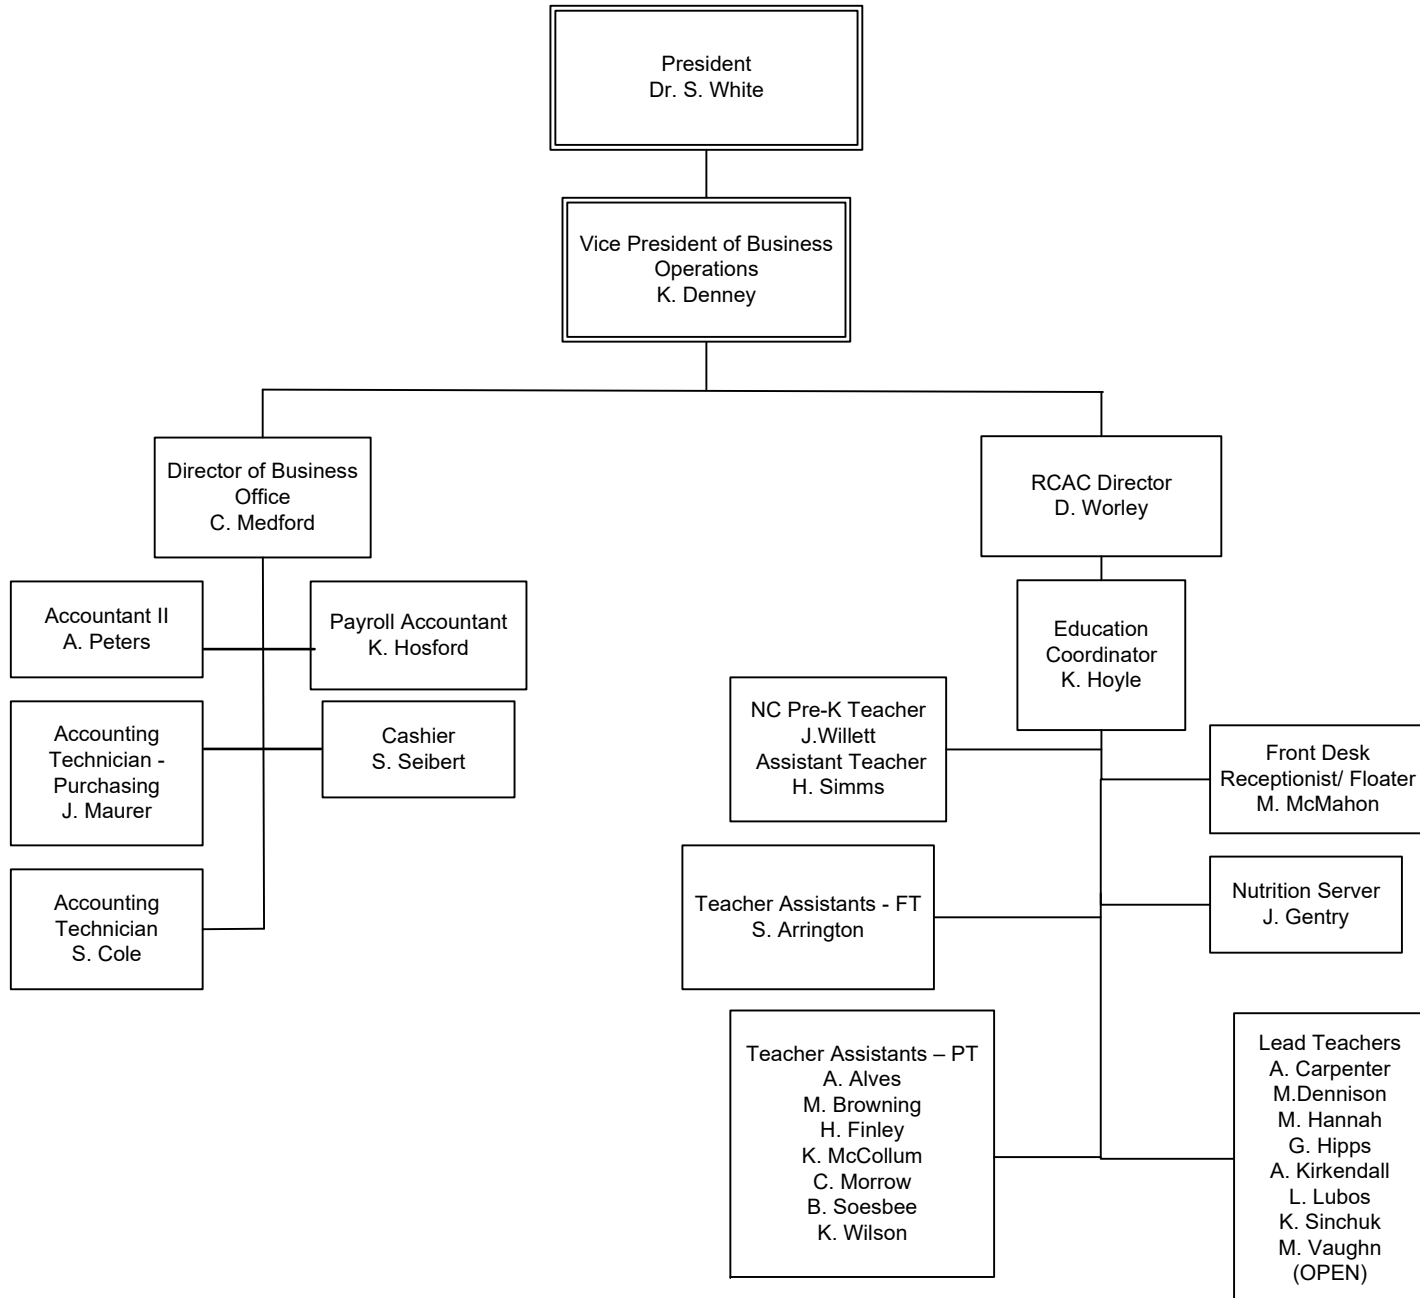 President
Dr. S. White
Vice President of Business
Operations
K. Denney
Director of Business
Office
C. Medford
RCAC Director
D. Worley
Accountant II
A. Peters
Payroll Accountant
K. Hosford
Accounting
Technician -
Purchasing
J. Maurer
Cashier
S. Seibert
Accounting
Technician
S. Cole
Education
Coordinator
K. Hoyle
NC Pre-K Teacher
J.Willett
Assistant Teacher
H. Simms
Front Desk
Receptionist/ Floater
M. McMahon
Teacher Assistants - FT
S. Arrington
Nutrition Server
J. Gentry
Teacher Assistants – PT
A. Alves
M. Browning
H. Finley
K. McCollum
C. Morrow
B. Soesbee
K. Wilson
Lead Teachers
A. Carpenter
M.Dennison
M. Hannah
G. Hipps
A. Kirkendall
L. Lubos
K. Sinchuk
M. Vaughn
(OPEN)